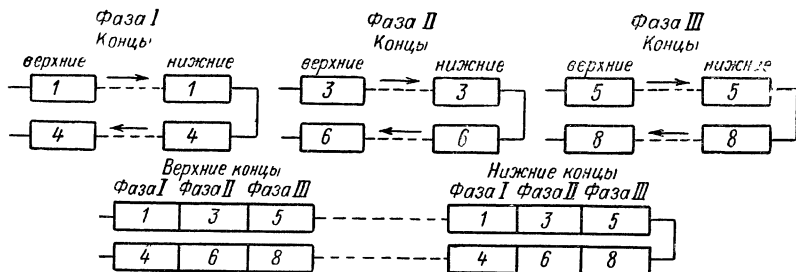 Фаза I Фаза II Фаза III
Концы Концы Концы
верхние нижние верхние нижние верхние нижние
1 1 3 3 5 5
4 4 6 6 8 8
Верхние концы Нижние концы
Фаза I Фаза II Фаза III Фаза I Фаза II Фаза III
1 3 5 1 3 5
4 6 8 4 6 8